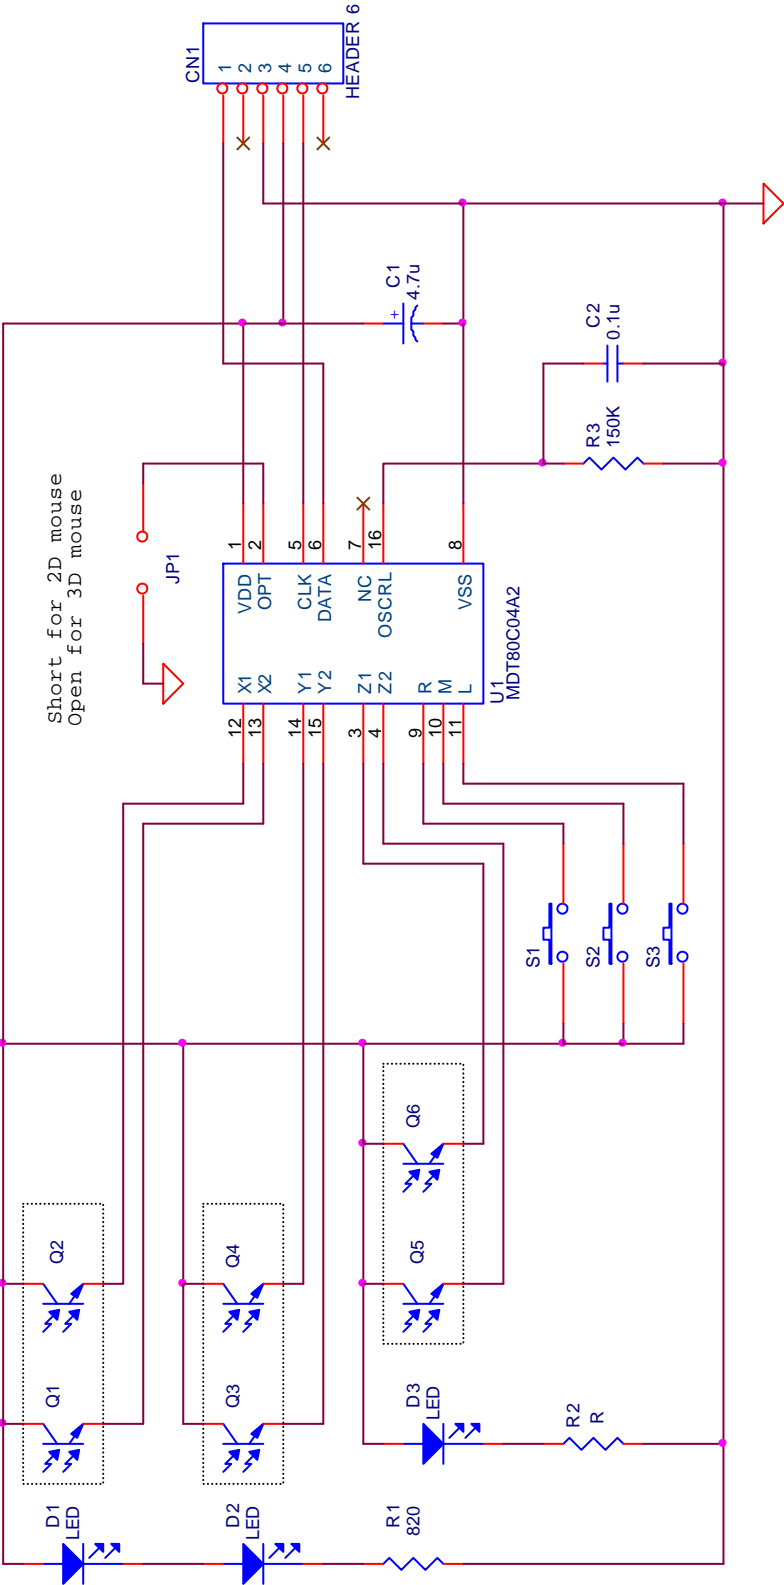 CN1
1
2
3
4
5
6
HEADER 6
C1
4.7u
+
C2
0.1u
R3
150K
Short for 2D mouse
Open for 3D mouse
JP1
1
2
5
6
7
16
8
VDD
OPT
CLK
DATA
NC
OSCRL
VSS
X1
X2
Y1
Y2
Z1
Z2
R
M
L
U1
MDT80C04A2
12
13
14
15
3
4
9
10
11
S1
S2
S3
Q2
Q4
Q6
Q1
Q3
Q5
D3
LED
R2
R
D1
LED
D2
LED
R1
820